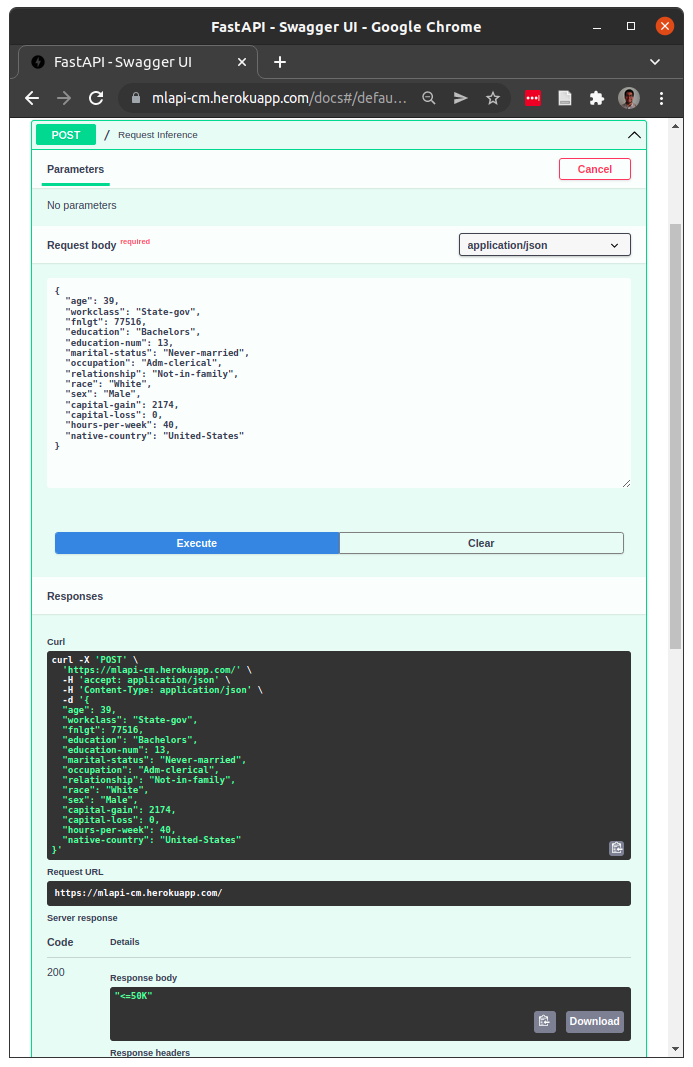 FastAPI - Swagger UI - Google Chrome
FastAPI - Swagger UI
mlapi-cm.herokuapp.com/docs#/defau...
POST / Request Inference
Parameters
Cancel
No parameters
Request body required
application/json
{
  "age": 39,
  "workclass": "State-gov",
  "fnlgt": 77516,
  "education": "Bachelors",
  "education-num": 13,
  "marital-status": "Never-married",
  "occupation": "Adm-clerical",
  "relationship": "Not-in-family",
  "race": "White",
  "sex": "Male",
  "capital-gain": 2174,
  "capital-loss": 0,
  "hours-per-week": 40,
  "native-country": "United-States"
}
Execute
Clear
Responses
Curl
curl -X 'POST' \
  'https://mlapi-cm.herokuapp.com/' \
  -H 'accept: application/json' \
  -H 'Content-Type: application/json' \
  -d '{
  "age": 39,
  "workclass": "State-gov",
  "fnlgt": 77516,
  "education": "Bachelors",
  "education-num": 13,
  "marital-status": "Never-married",
  "occupation": "Adm-clerical",
  "relationship": "Not-in-family",
  "race": "White",
  "sex": "Male",
  "capital-gain": 2174,
  "capital-loss": 0,
  "hours-per-week": 40,
  "native-country": "United-States"
}'
Request URL
https://mlapi-cm.herokuapp.com/
Server response
Code Details
200
Response body
"<=50K"
Download
Response headers